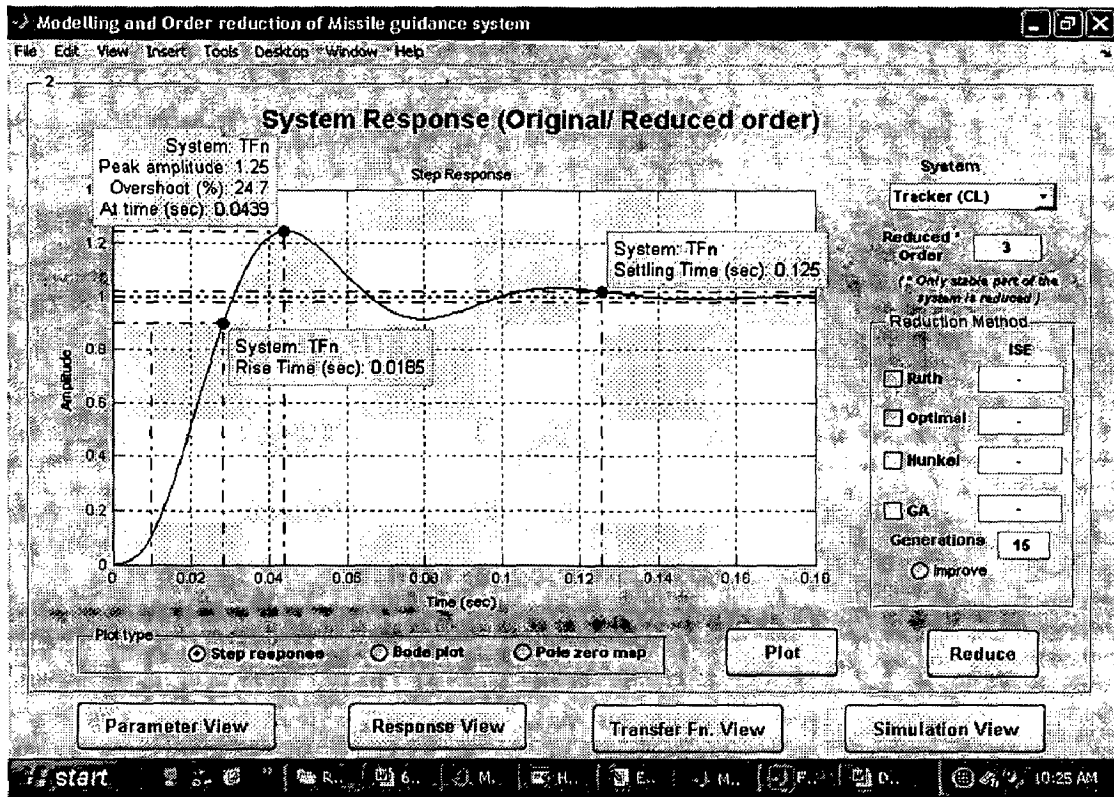 Modelling and Order reduction of Missile guidance system
File Edit View Insert Tools Desktop Window Help
2
System Response (Original/ Reduced order)
System: TFn
Peak amplitude: 1.25
Overshoot (%): 24.7
At time (sec): 0.0439
Step Response
System: TFn
Settling Time (sec): 0.125
System: TFn
Rise Time (sec): 0.0185
Amplitude
1.2
1
0.8
0.6
0.4
0.2
0
0 0.02 0.04 0.06 0.08 0.1 0.12 0.14 0.16 0.18
Time (sec)
System
Tracker (CL)
Reduced *
Order
3
( * Only stable part of the
system is reduced )
Reduction Method
ISE
Ruth -
Optimal -
Hunkel -
GA -
Generations 15
Improve
Plot type
Step response Bode plot Pole zero map
Plot
Reduce
Parameter View Response View Transfer Fn. View Simulation View
start R... 6... M... H... E... M... F... D... 10:25 AM